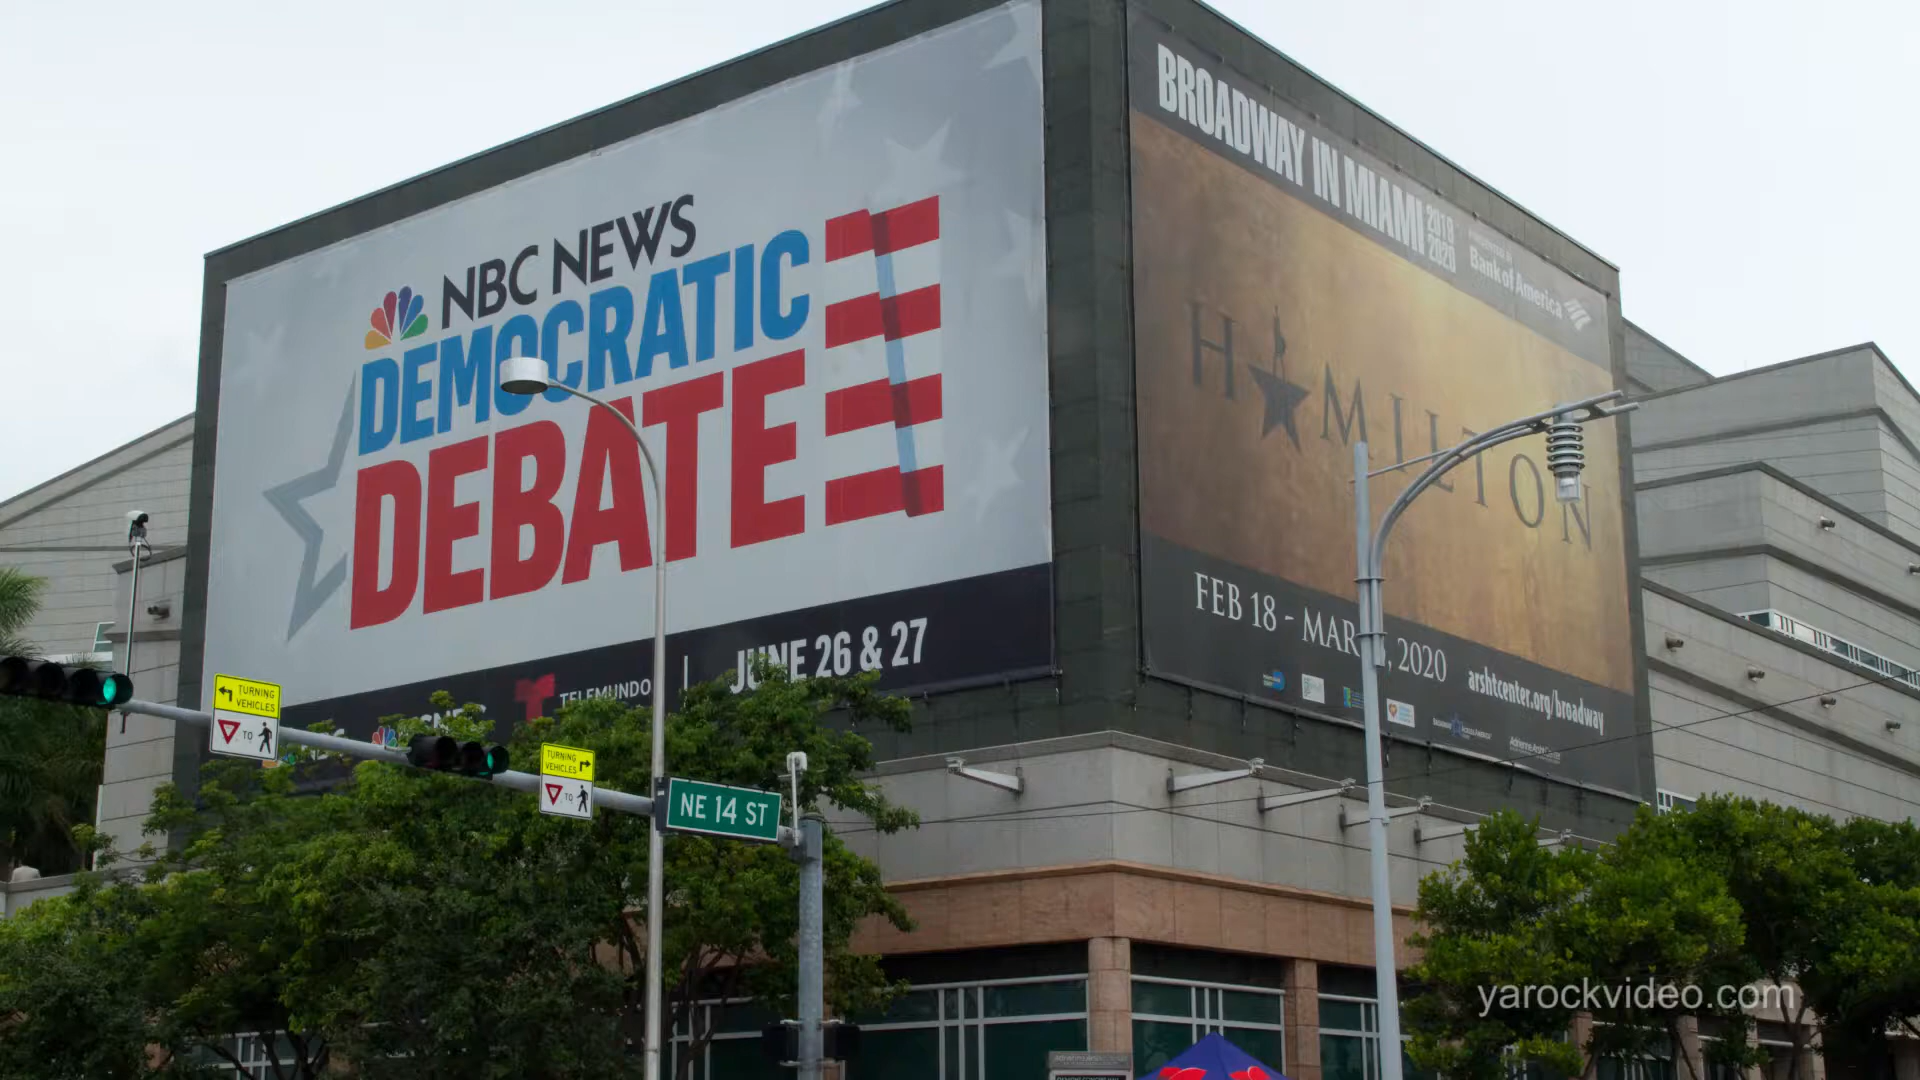 NBC NEWS
DEMOCRATIC
DEBATE
TELEMUNDO
JUNE 26 & 27
BROADWAY IN MIAMI
2020
Bank of America
HAMILTON
FEB 18 - MAR
, 2020
arshtcenter.org/broadway
TURNING
VEHICLES
TO
TURNING
VEHICLES
TO
NE 14 ST
yarockvideo.com